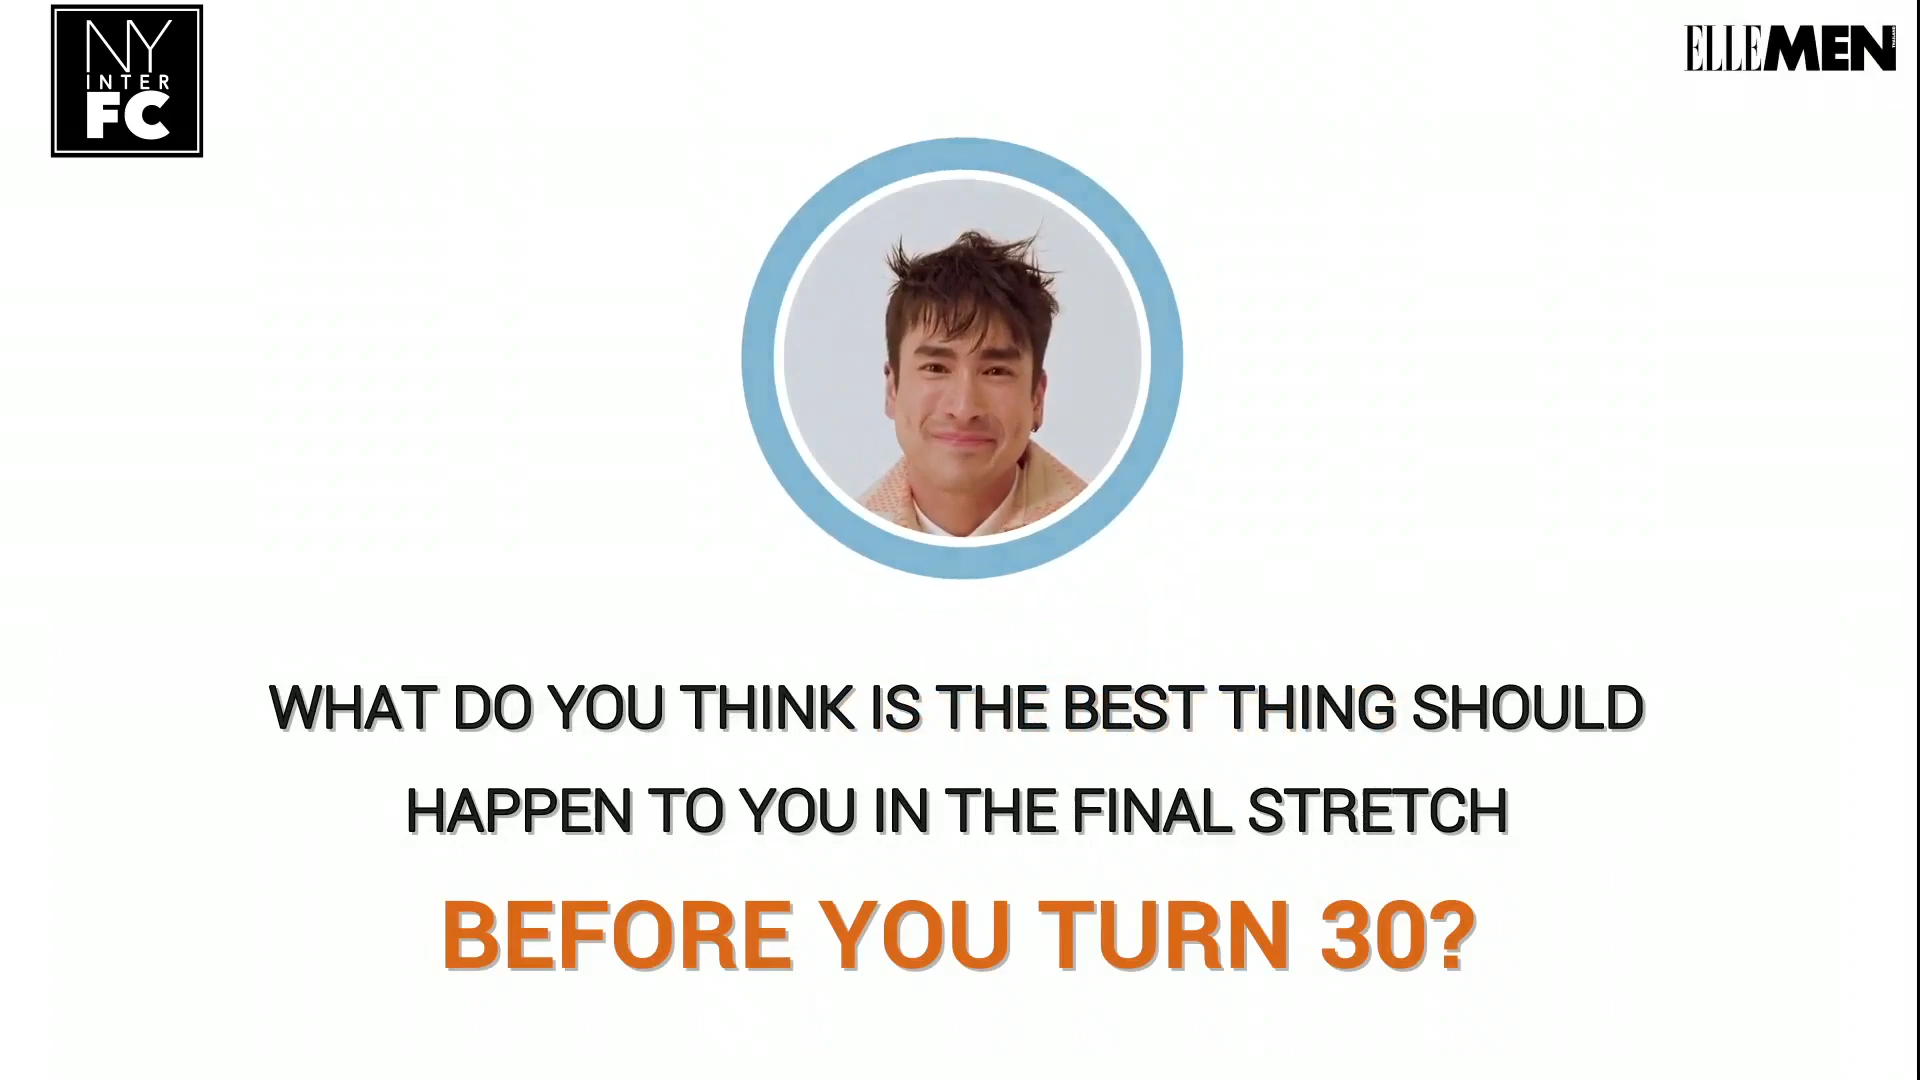 NY
INTER
FC
ELLEMEN
THAILAND
WHAT DO YOU THINK IS THE BEST THING SHOULD
HAPPEN TO YOU IN THE FINAL STRETCH
BEFORE YOU TURN 30?